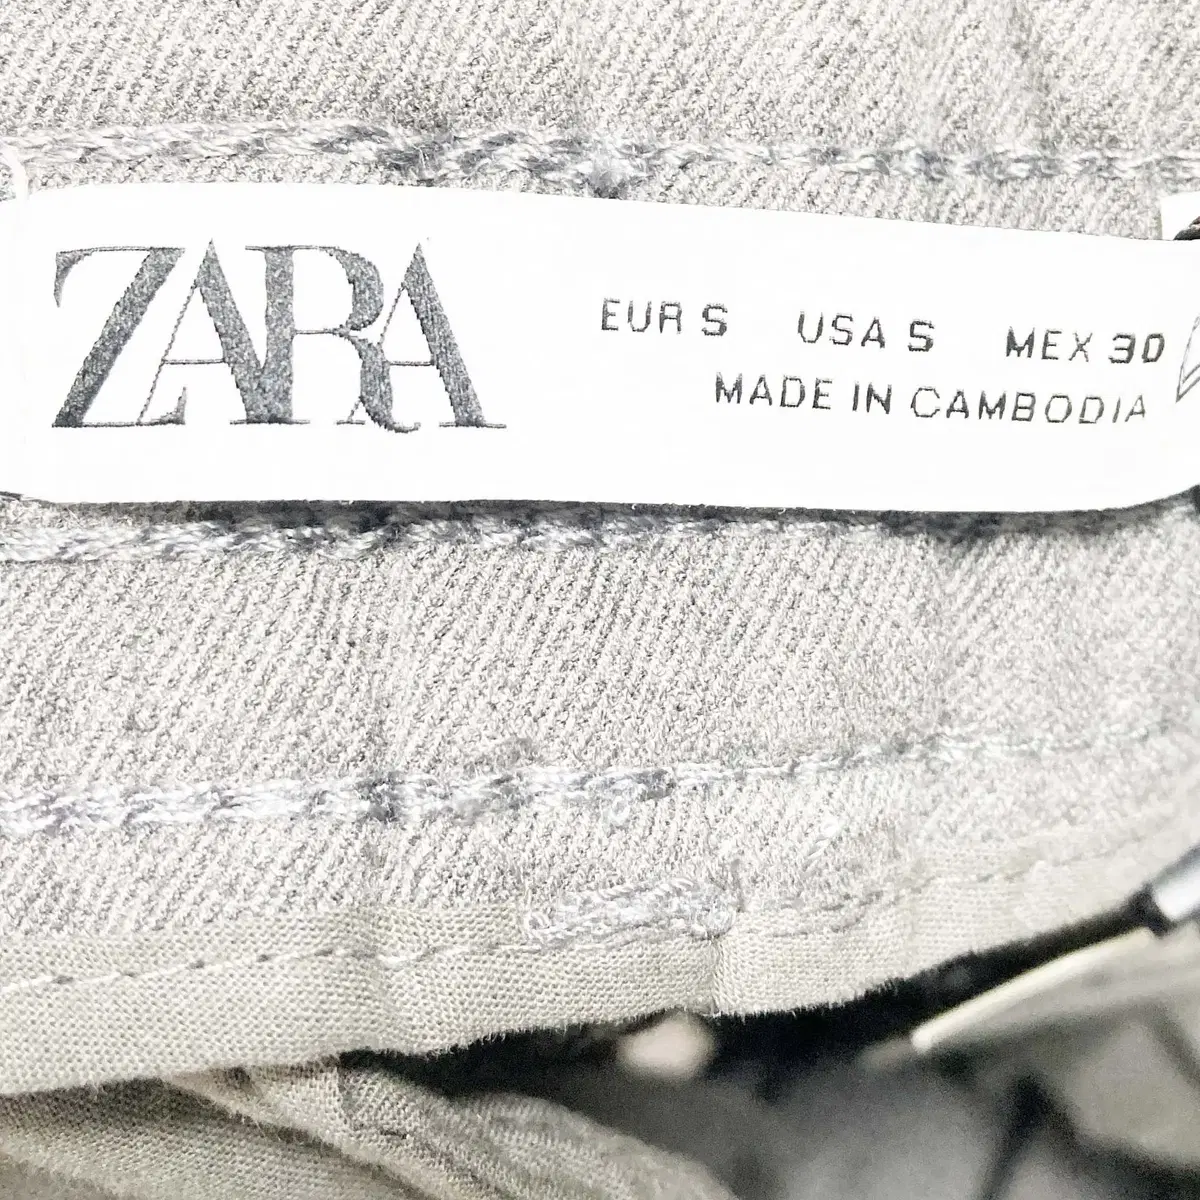 ZARA
EUR S USA S MEX 30
MADE IN CAMBODIA